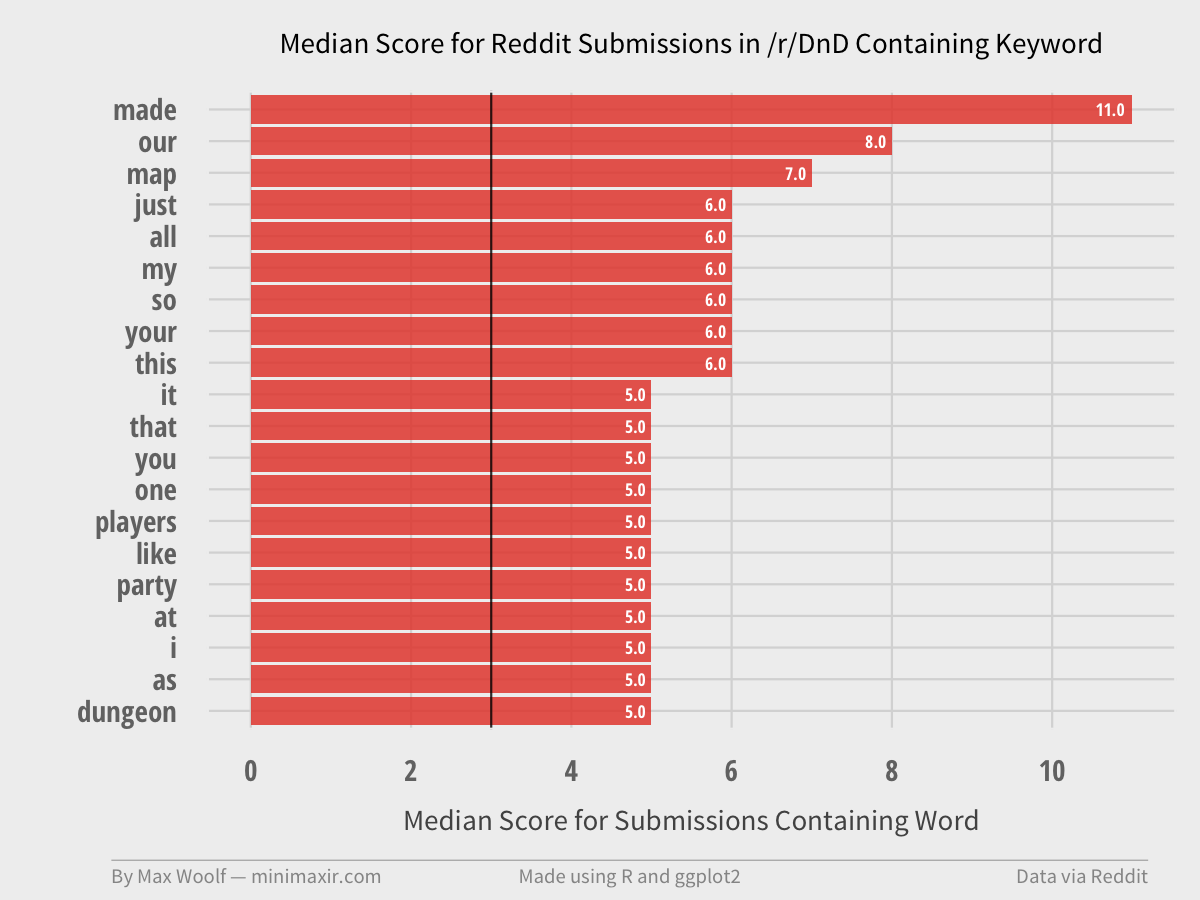 Median Score for Reddit Submissions in /r/DnD Containing Keyword
made 11.0
our 8.0
map 7.0
just 6.0
all 6.0
my 6.0
so 6.0
your 6.0
this 6.0
it 5.0
that 5.0
you 5.0
one 5.0
players 5.0
like 5.0
party 5.0
at 5.0
i 5.0
as 5.0
dungeon 5.0
0 2 4 6 8 10
Median Score for Submissions Containing Word
By Max Woolf — minimaxir.com Made using R and ggplot2 Data via Reddit